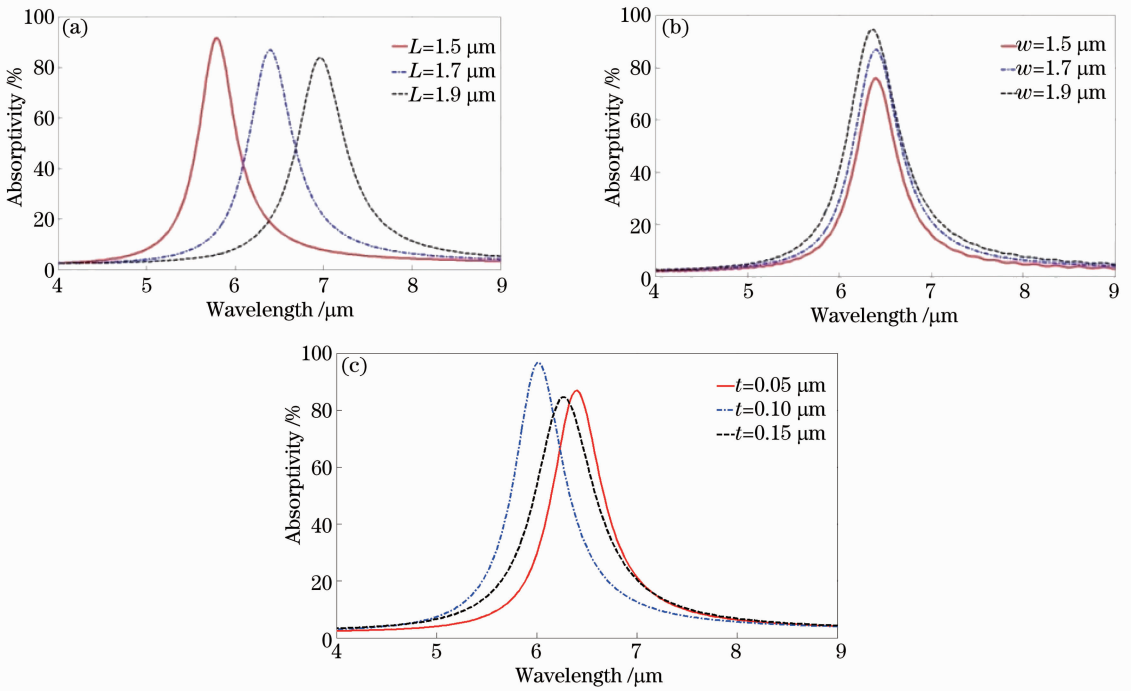 (a)
100
80
60
40
20
0
Absorptivity /%
L=1.5 μm
L=1.7 μm
L=1.9 μm
4 5 6 7 8 9
Wavelength /μm
(b)
100
80
60
40
20
0
Absorptivity /%
w=1.5 μm
w=1.7 μm
w=1.9 μm
4 5 6 7 8 9
Wavelength /μm
(c)
100
80
60
40
20
0
Absorptivity /%
t=0.05 μm
t=0.10 μm
t=0.15 μm
4 5 6 7 8 9
Wavelength /μm